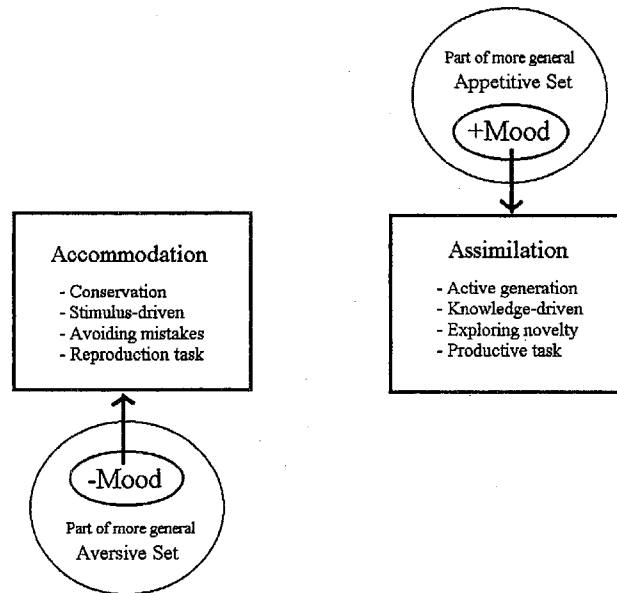 Part of more general
Appetitive Set
+Mood
Accommodation
- Conservation
- Stimulus-driven
- Avoiding mistakes
- Reproduction task
Assimilation
- Active generation
- Knowledge-driven
- Exploring novelty
- Productive task
-Mood
Part of more general
Aversive Set